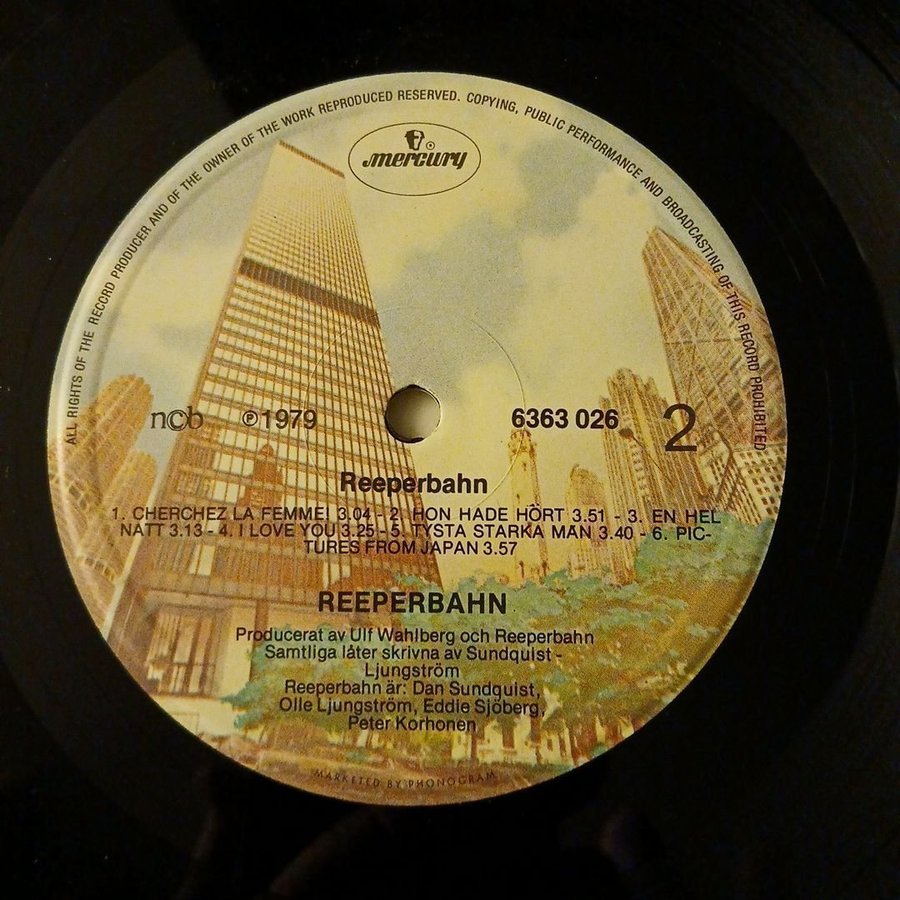 ALL RIGHTS OF THE RECORD PRODUCER AND OF THE OWNER OF THE WORK REPRODUCED RESERVED. COPYING, PUBLIC PERFORMANCE AND BROADCASTING OF THIS RECORD PROHIBITED
mercury
n©b ℗1979 6363 026 2
Reeperbahn
1. CHERCHEZ LA FEMME! 3.04 - 2. HON HADE HÖRT 3.51 - 3. EN HEL
NATT 3.13 - 4. I LOVE YOU 3.25 - 5. TYSTA STARKA MÄN 3.40 - 6. PIC-
TURES FROM JAPAN 3.57
REEPERBAHN
Producerat av Ulf Wahlberg och Reeperbahn
Samtliga låter skrivna av Sundquist -
Ljungström
Reeperbahn är: Dan Sundquist,
Olle Ljungström, Eddie Sjöberg,
Peter Korhonen
MARKETED BY PHONOGRAM